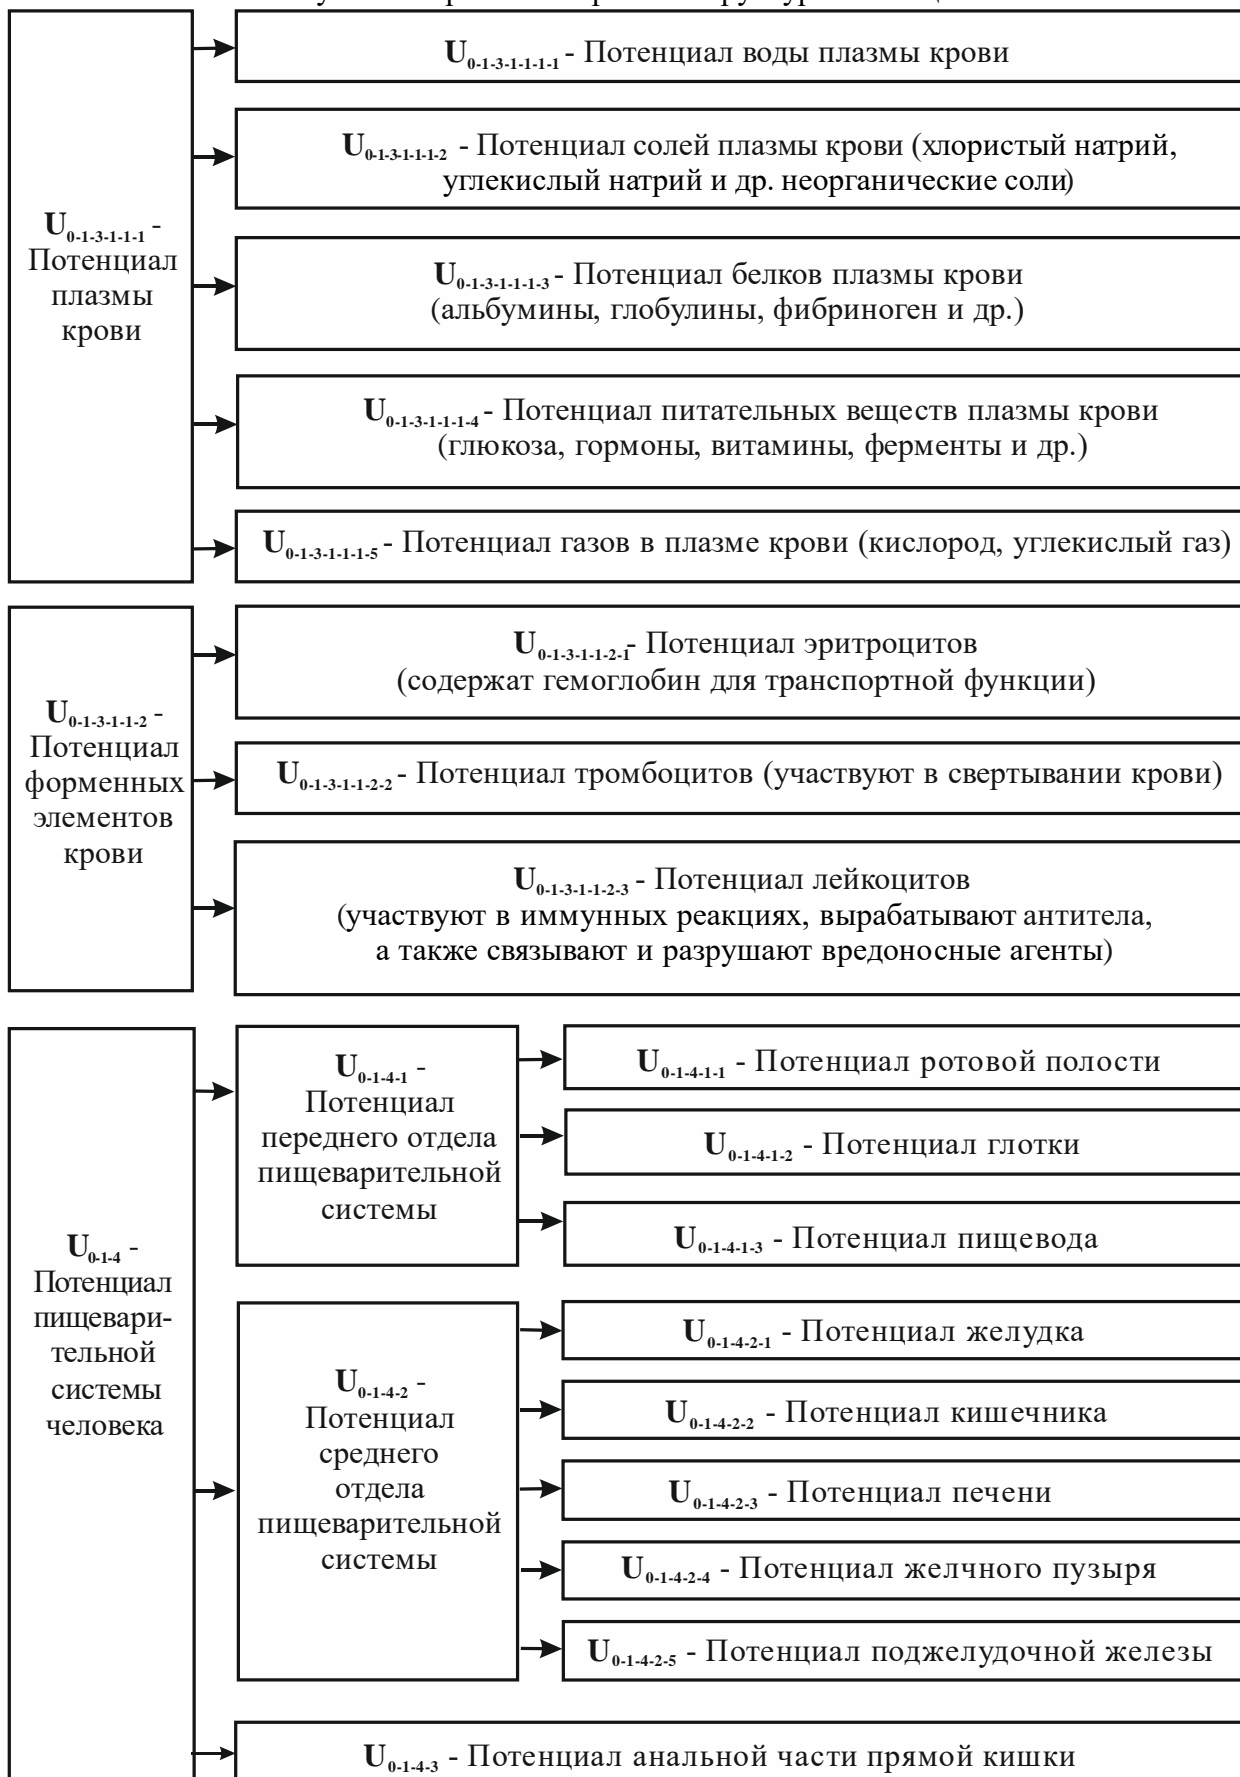 U0-1-3-1-1-1 -
Потенциал
плазмы
крови
U0-1-3-1-1-1-1 - Потенциал воды плазмы крови
U0-1-3-1-1-1-2 - Потенциал солей плазмы крови (хлористый натрий,
углекислый натрий и др. неорганические соли)
U0-1-3-1-1-1-3 - Потенциал белков плазмы крови
(альбумины, глобулины, фибриноген и др.)
U0-1-3-1-1-1-4 - Потенциал питательных веществ плазмы крови
(глюкоза, гормоны, витамины, ферменты и др.)
U0-1-3-1-1-1-5 - Потенциал газов в плазме крови (кислород, углекислый газ)
U0-1-3-1-1-2 -
Потенциал
форменных
элементов
крови
U0-1-3-1-1-2-1 - Потенциал эритроцитов
(содержат гемоглобин для транспортной функции)
U0-1-3-1-1-2-2 - Потенциал тромбоцитов (участвуют в свертывании крови)
U0-1-3-1-1-2-3 - Потенциал лейкоцитов
(участвуют в иммунных реакциях, вырабатывают антитела,
а также связывают и разрушают вредоносные агенты)
U0-1-4 -
Потенциал
пищевари-
тельной
системы
человека
U0-1-4-1 -
Потенциал
переднего отдела
пищеварительной
системы
U0-1-4-1-1 - Потенциал ротовой полости
U0-1-4-1-2 - Потенциал глотки
U0-1-4-1-3 - Потенциал пищевода
U0-1-4-2 -
Потенциал
среднего
отдела
пищеварительной
системы
U0-1-4-2-1 - Потенциал желудка
U0-1-4-2-2 - Потенциал кишечника
U0-1-4-2-3 - Потенциал печени
U0-1-4-2-4 - Потенциал желчного пузыря
U0-1-4-2-5 - Потенциал поджелудочной железы
U0-1-4-3 - Потенциал анальной части прямой кишки